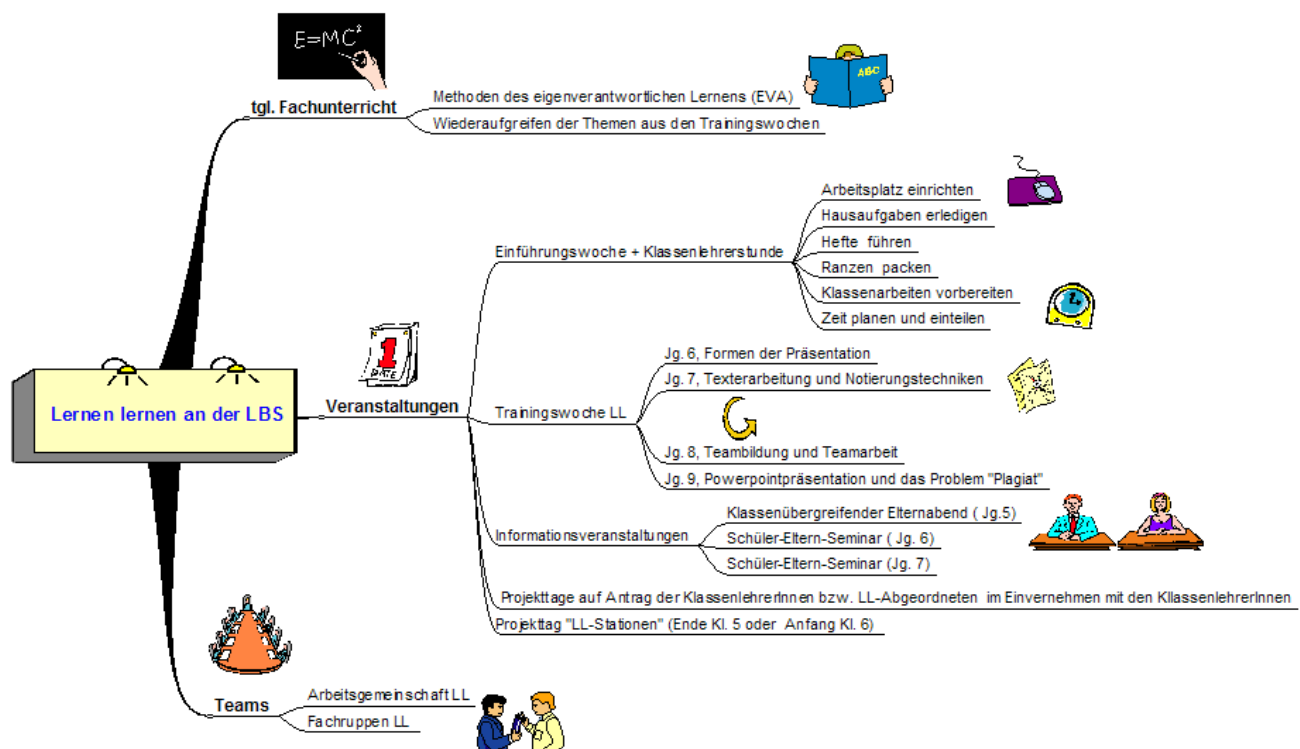 E=MC²
ABC
tgl. Fachunterricht
Methoden des eigenverantwortlichen Lernens (EVA)
Wiederaufgreifen der Themen aus den Trainingswochen
Arbeitsplatz einrichten
Hausaufgaben erledigen
Einführungswoche + Klassenlehrerstunde
Hefte führen
Ranzen packen
Klassenarbeiten vorbereiten
Zeit planen und einteilen
1
DATE
Jg. 6, Formen der Präsentation
Jg. 7, Texterarbeitung und Notierungstechniken
Lernen lernen an der LBS
Veranstaltungen
Trainingswoche LL
Jg. 8, Teambildung und Teamarbeit
Jg. 9, Powerpointpräsentation und das Problem "Plagiat"
Informationsveranstaltungen
Klassenübergreifender Elternabend ( Jg.5)
Schüler-Eltern-Seminar ( Jg. 6)
Schüler-Eltern-Seminar (Jg. 7)
Projekttage auf Antrag der KlassenlehrerInnen bzw. LL-Abgeordneten im Einvernehmen mit den KllassenlehrerInnen
Projekttag "LL-Stationen" (Ende Kl. 5 oder Anfang Kl. 6)
Teams
Arbeitsgemeinschaft LL
Fachruppen LL